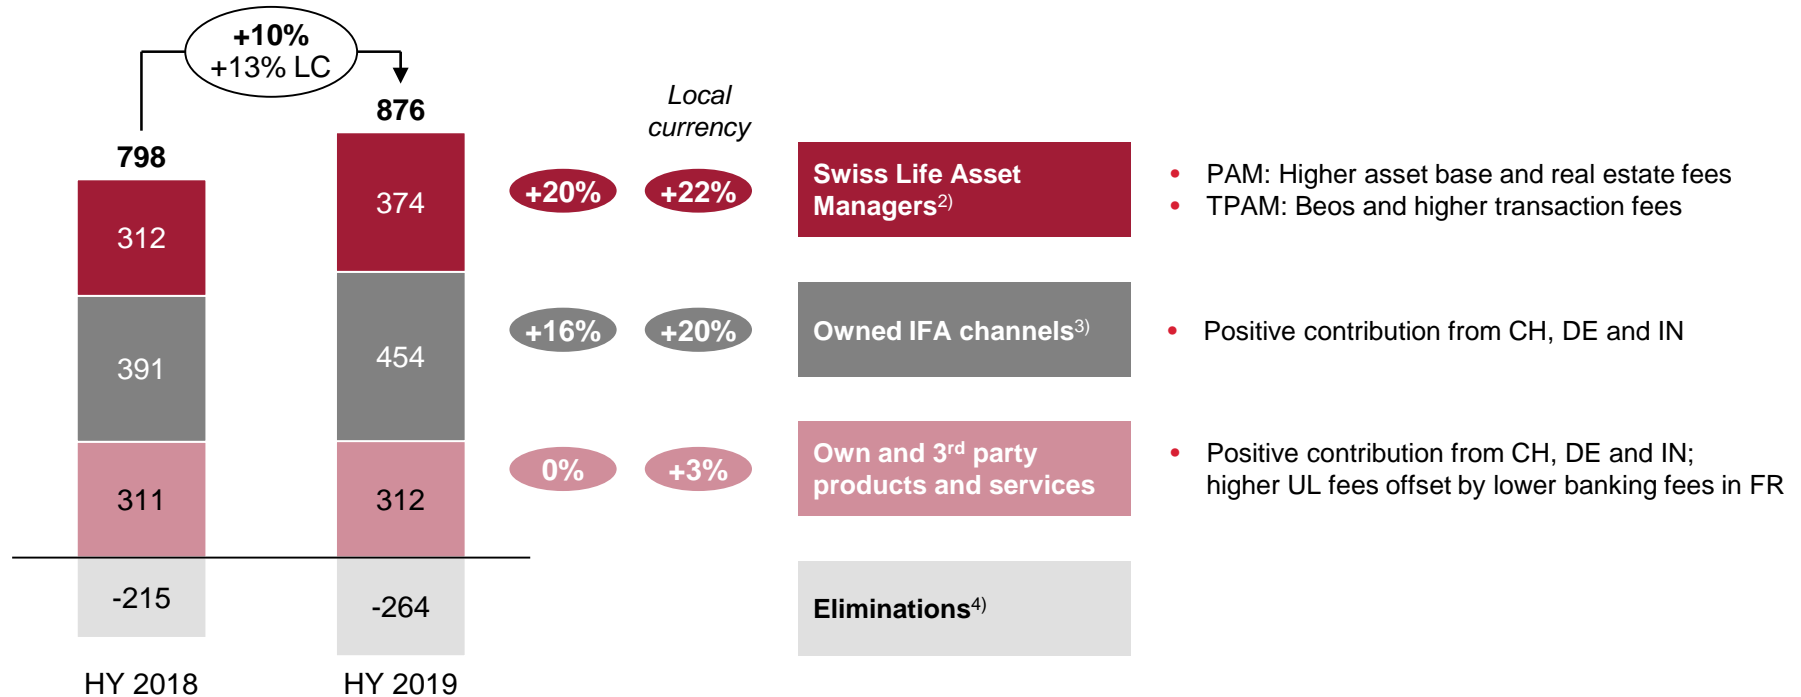 +10%
+13% LC
798
876
Local
currency
312
374
+20%
+22%
Swiss Life Asset
Managers2)
• PAM: Higher asset base and real estate fees
• TPAM: Beos and higher transaction fees
391
454
+16%
+20%
Owned IFA channels3)
• Positive contribution from CH, DE and IN
311
312
0%
+3%
Own and 3rd party
products and services
• Positive contribution from CH, DE and IN;
higher UL fees offset by lower banking fees in FR
-215
-264
Eliminations4)
HY 2018
HY 2019